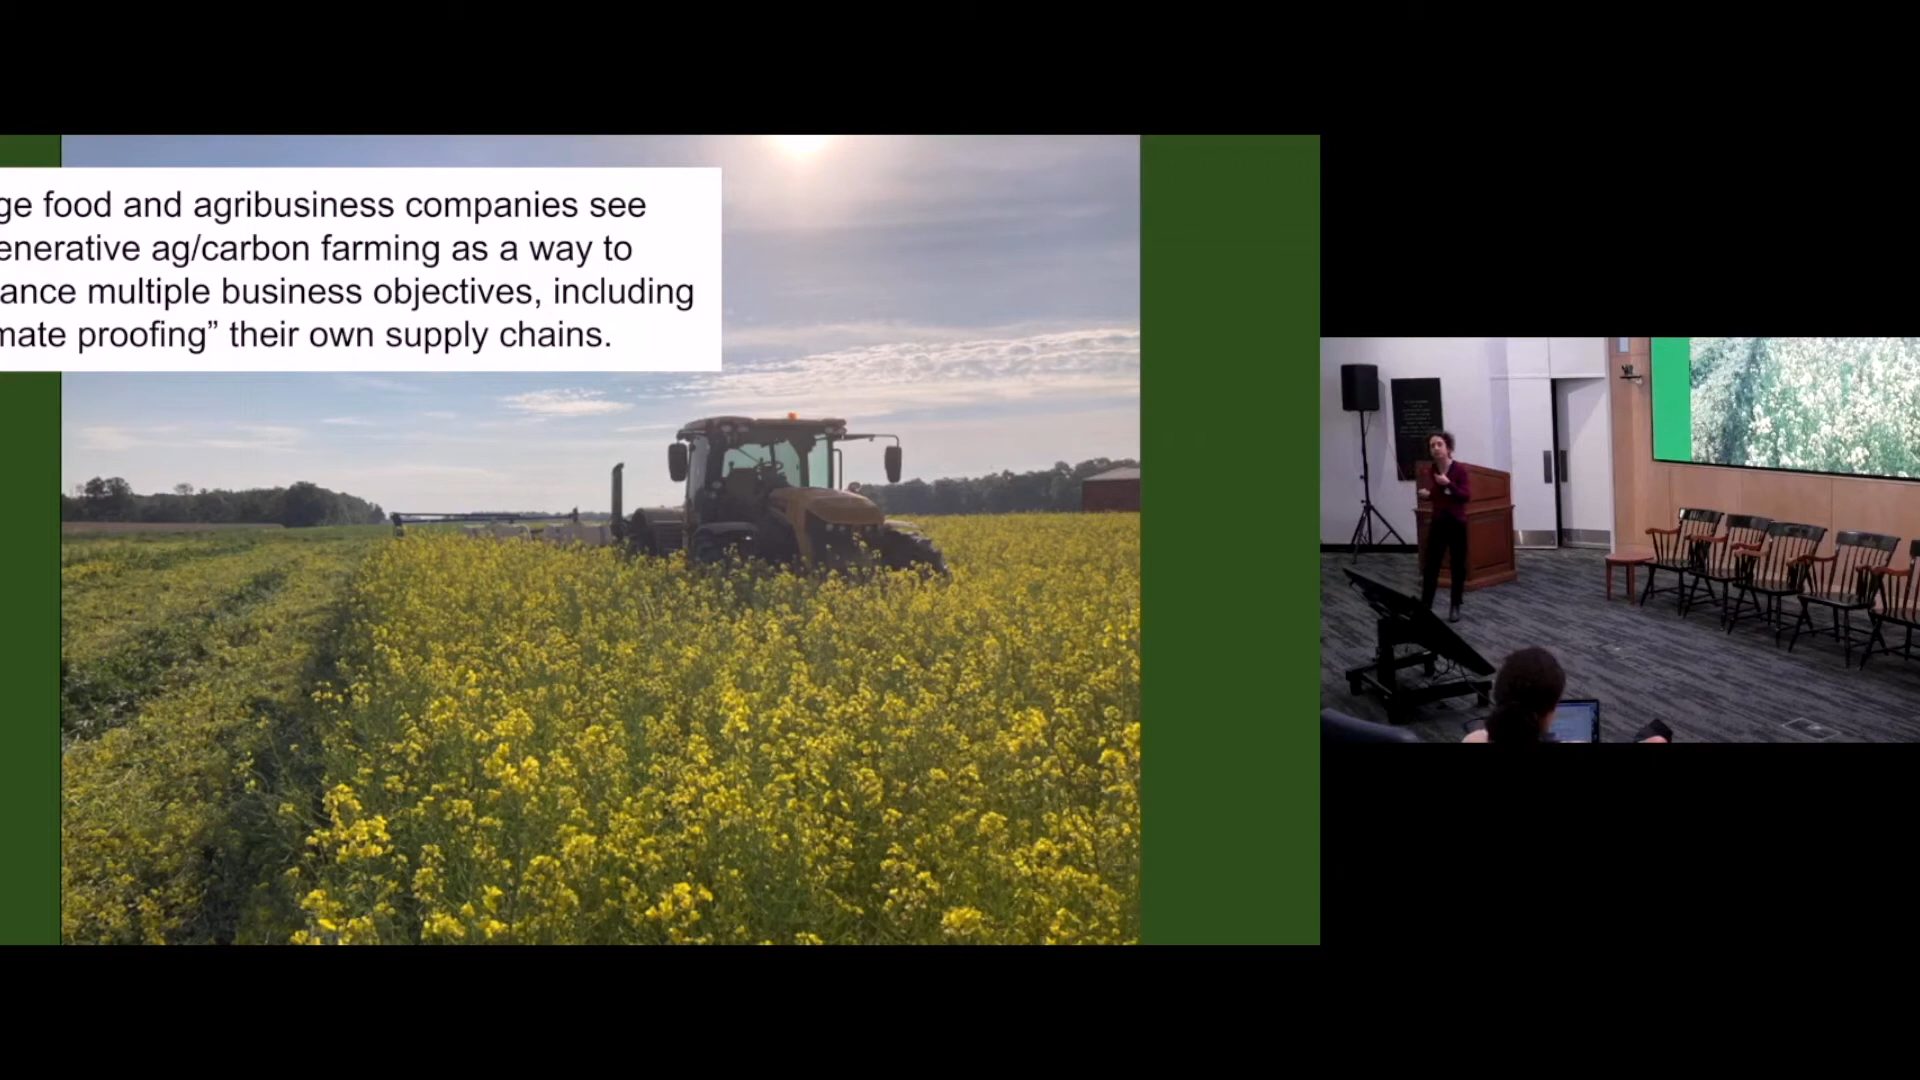 ge food and agribusiness companies see
enerative ag/carbon farming as a way to
ance multiple business objectives, including
mate proofing” their own supply chains.